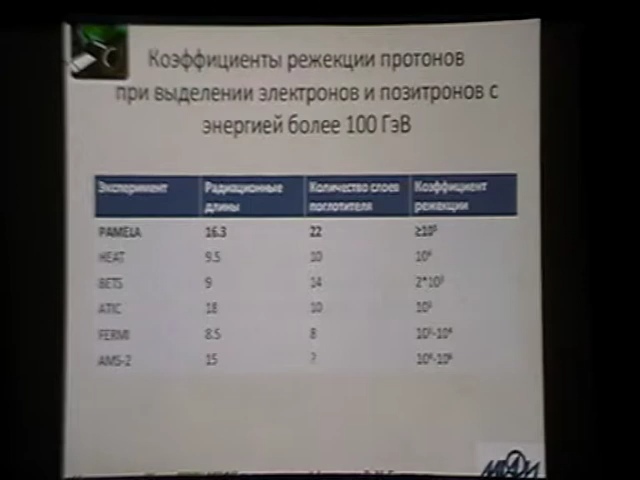 Коэффициенты режекции протонов
при выделении электронов и позитронов с
энергией более 100 ГэВ
Эксперимент Радиационные длины Количество слоев поглотителя Коэффициент режекции
PAMELA 16.3 22
HEAT 9.5 10
BETS 9 14
ATIC 18 10
FERMI 8.5 8
AMS-2 15 ?